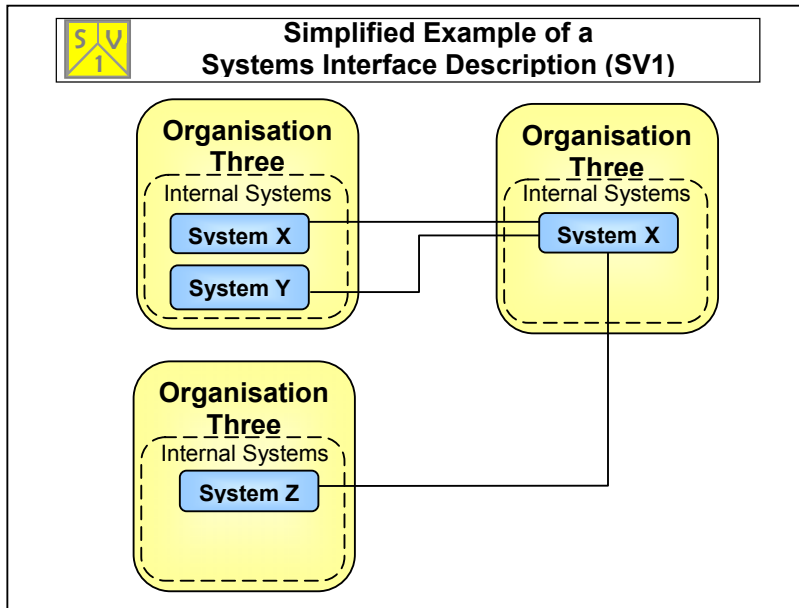 S V
1
Simplified Example of a
Systems Interface Description (SV1)
Organisation
Three
Internal Systems
System X
System Y
Organisation
Three
Internal Systems
System X
Organisation
Three
Internal Systems
System Z